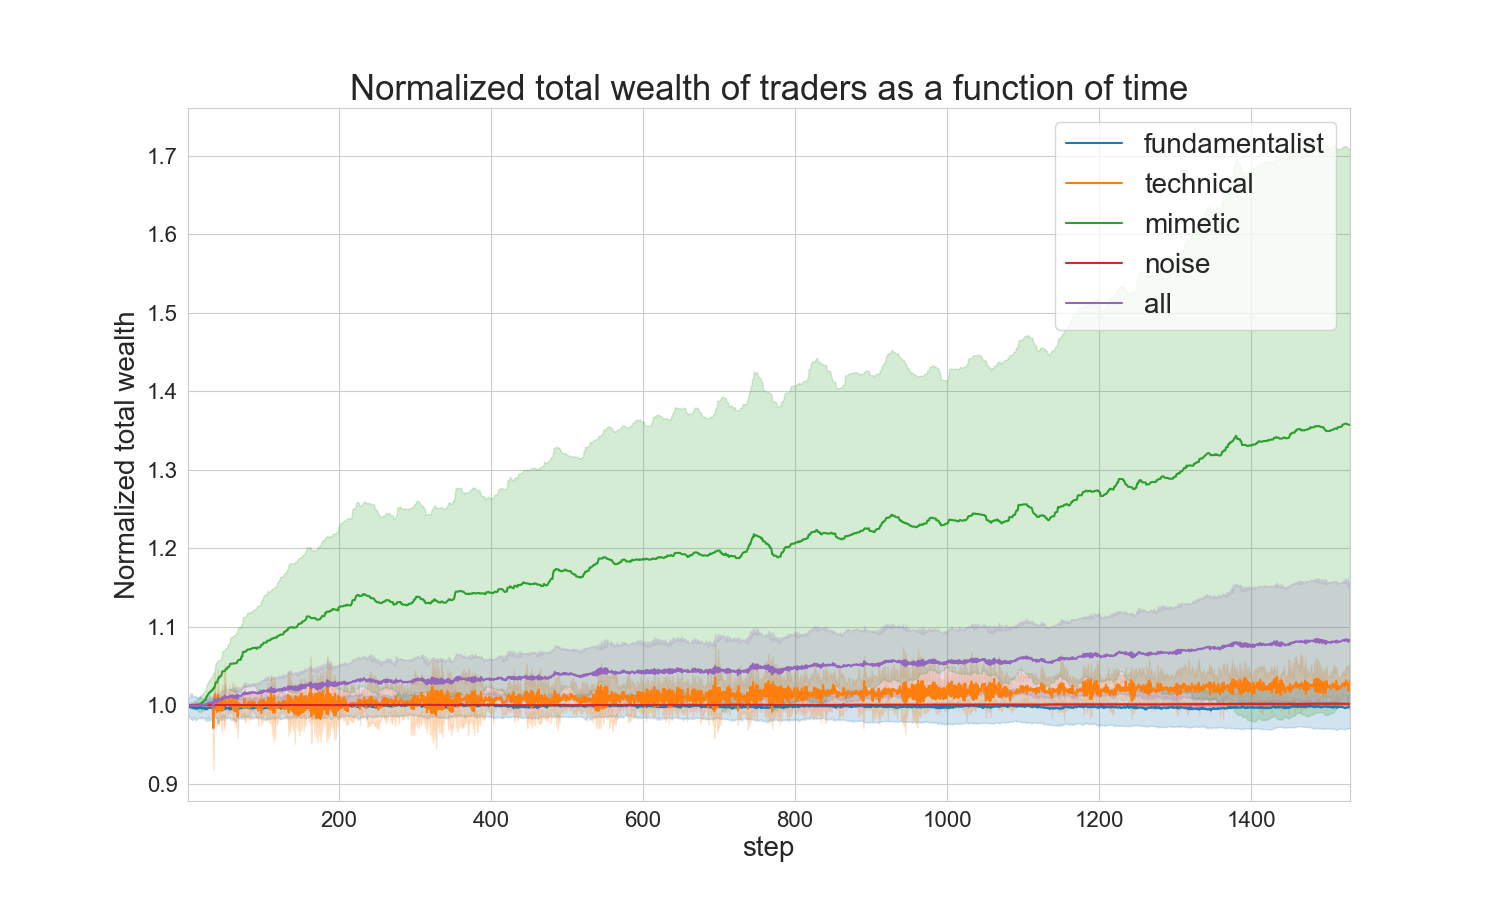 Normalized total wealth of traders as a function of time
fundamentalist
technical
mimetic
noise
all
Normalized total wealth
1.7
1.6
1.5
1.4
1.3
1.2
1.1
1.0
0.9
200 400 600 800 1000 1200 1400
step